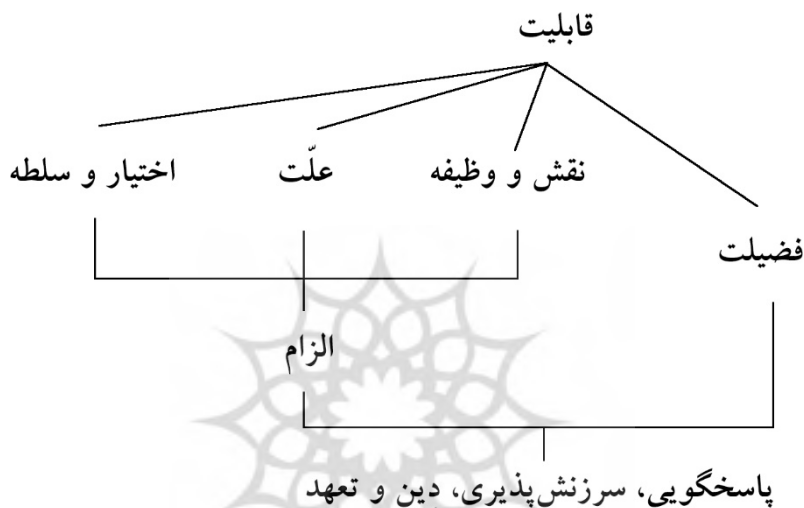 قابلیت
نقش و وظیفه
علّت
اختیار و سلطه
فضیلت
الزام
پاسخگویی، سرزنش‌پذیری، دین و تعهد